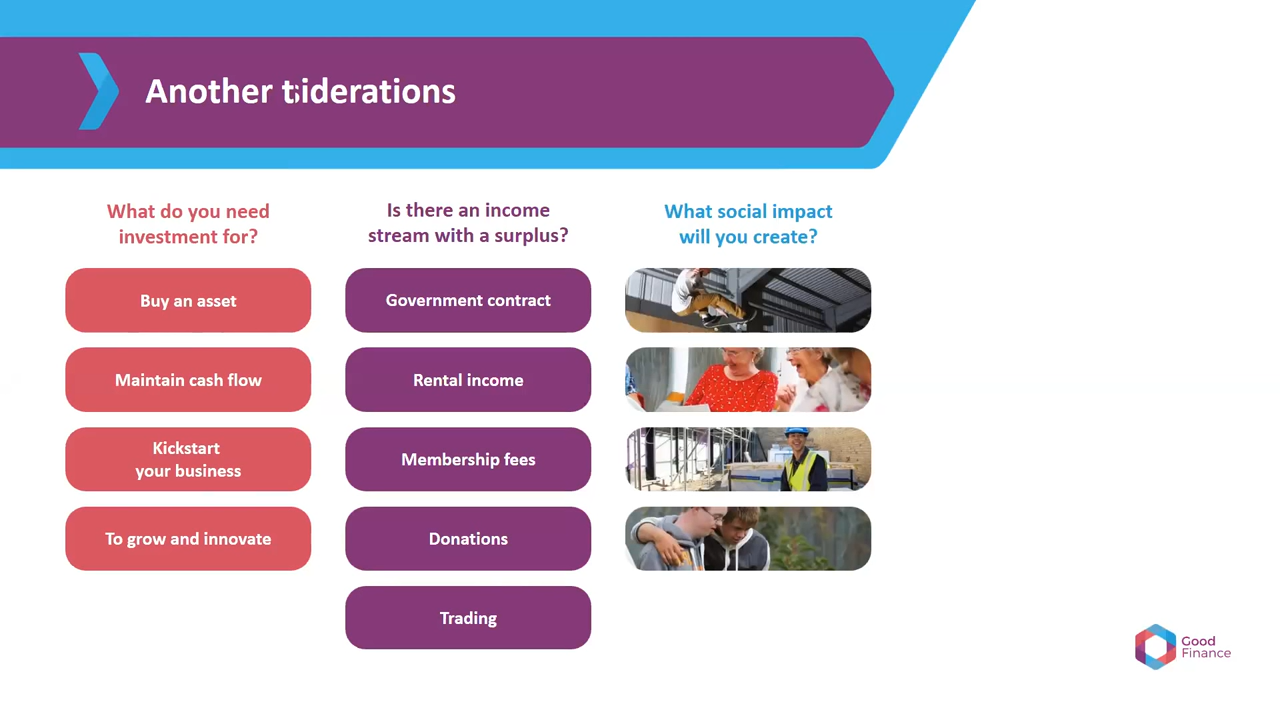 Another tsiderations
What do you need
investment for?
Buy an asset
Maintain cash flow
Kickstart
your business
To grow and innovate
Is there an income
stream with a surplus?
Government contract
Rental income
Membership fees
Donations
Trading
What social impact
will you create?
Good
Finance